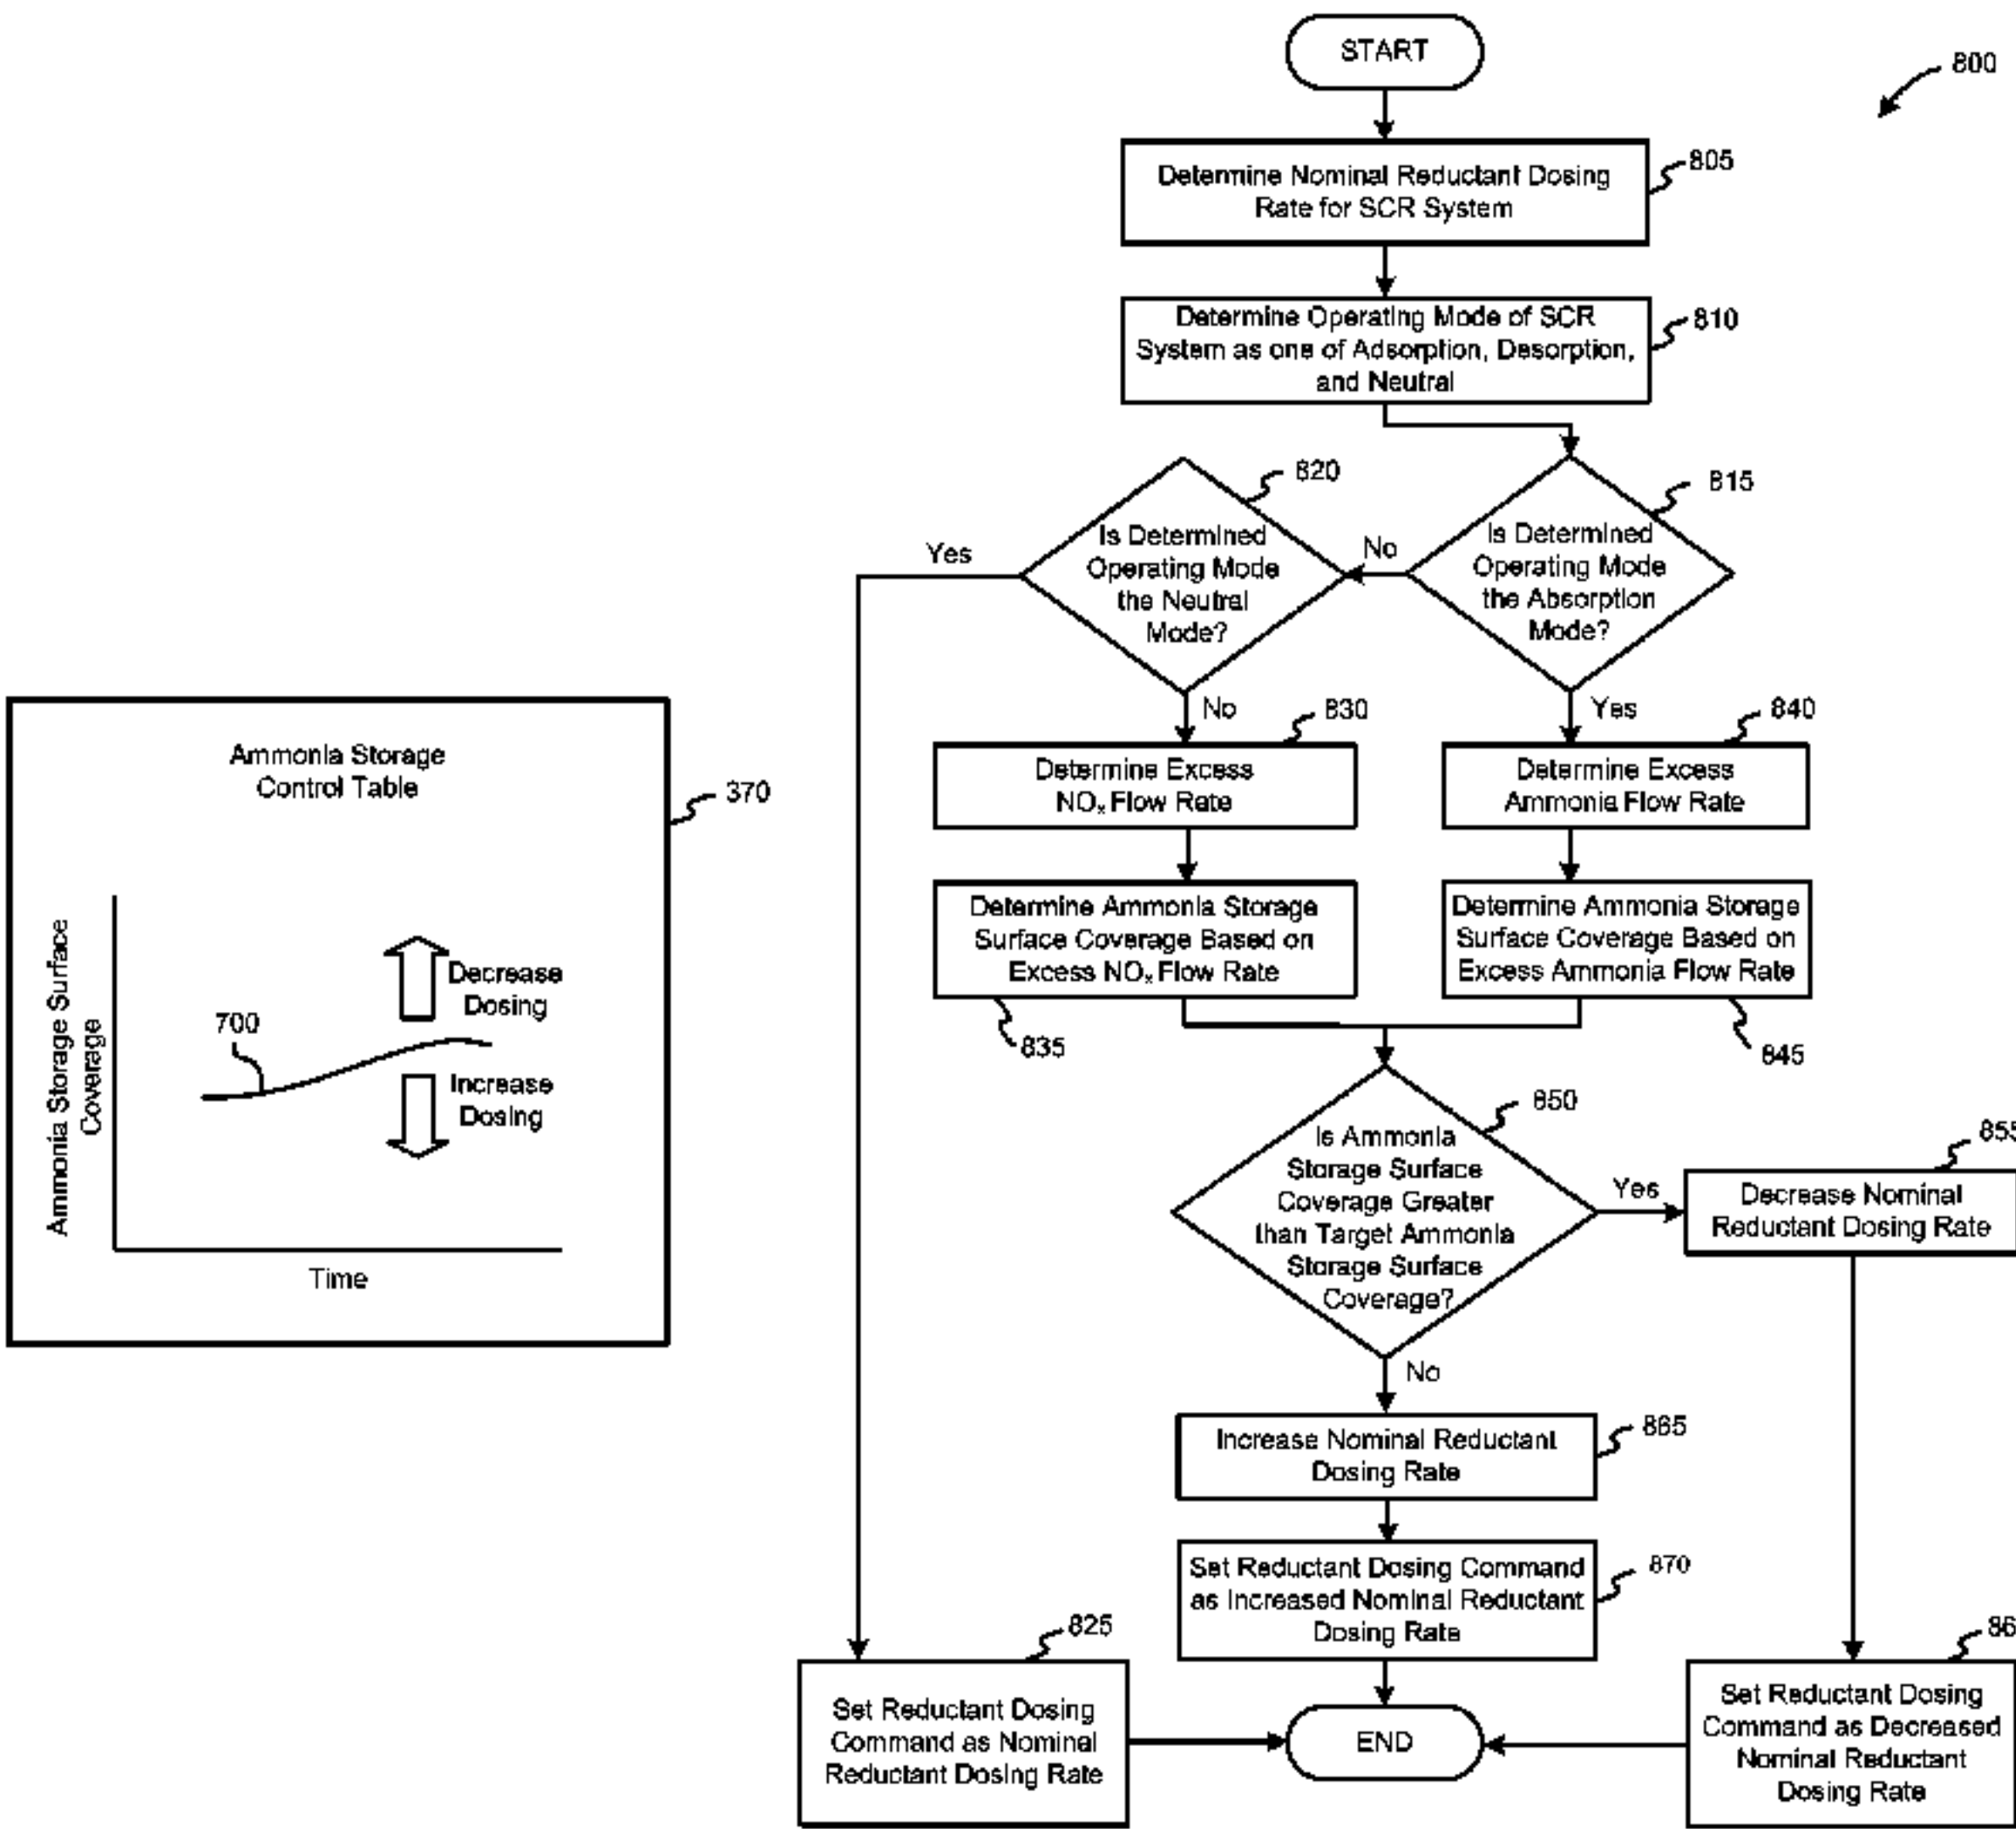 START
800
Determine Nominal Reductant Dosing
Rate for SCR System
805
Determine Operating Mode of SCR
System as one of Adsorption, Desorption,
and Neutral
810
820
Is Determined
Operating Mode
the Neutral
Mode?
Yes
No
No
815
Is Determined
Operating Mode
the Absorption
Mode?
Yes
830
Determine Excess
NOₓ Flow Rate
840
Determine Excess
Ammonia Flow Rate
Determine Ammonia Storage
Surface Coverage Based on
Excess NOₓ Flow Rate
835
Determine Ammonia Storage
Surface Coverage Based on
Excess Ammonia Flow Rate
845
Ammonia Storage
Control Table
370
Ammonia Storage Surface
Coverage
700
Decrease
Dosing
Increase
Dosing
Time
850
Is Ammonia
Storage Surface
Coverage Greater
than Target Ammonia
Storage Surface
Coverage?
Yes
No
855
Decrease Nominal
Reductant Dosing Rate
Increase Nominal Reductant
Dosing Rate
865
Set Reductant Dosing Command
as Increased Nominal Reductant
Dosing Rate
870
825
Set Reductant Dosing
Command as Nominal
Reductant Dosing Rate
END
86
Set Reductant Dosing
Command as Decreased
Nominal Reductant
Dosing Rate